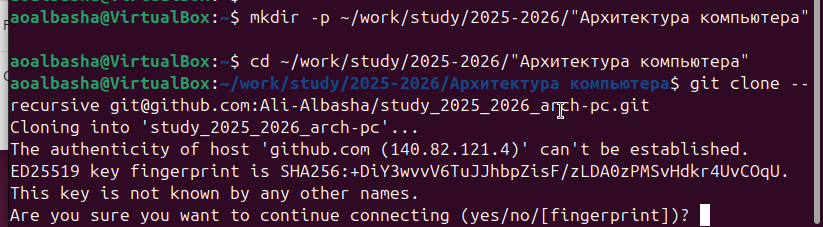 aoalbasha@VirtualBox:~$ mkdir -p ~/work/study/2025-2026/"Архитектура компьютера"
aoalbasha@VirtualBox:~$ cd ~/work/study/2025-2026/"Архитектура компьютера"
aoalbasha@VirtualBox:~/work/study/2025-2026/Архитектура компьютера$ git clone --
recursive git@github.com:Ali-Albasha/study_2025_2026_arch-pc.git
Cloning into 'study_2025_2026_arch-pc'...
The authenticity of host 'github.com (140.82.121.4)' can't be established.
ED25519 key fingerprint is SHA256:+DiY3wvvV6TuJJhbpZisF/zLDA0zPMSvHdkr4UvCOqU.
This key is not known by any other names.
Are you sure you want to continue connecting (yes/no/[fingerprint])?